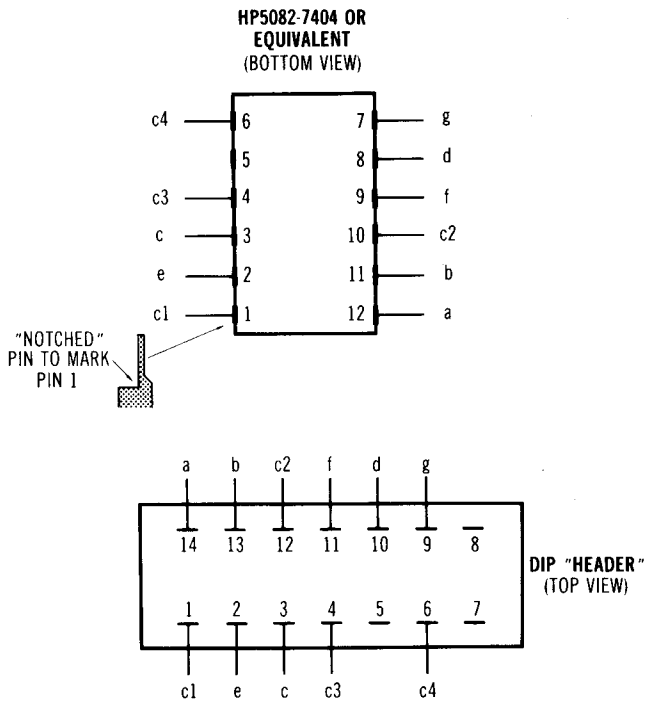 HP5082-7404 OR
EQUIVALENT
(BOTTOM VIEW)
c4 6 7 g
5 8 d
c3 4 9 f
c 3 10 c2
e 2 11 b
c1 1 12 a
"NOTCHED"
PIN TO MARK
PIN 1
a b c2 f d g
14 13 12 11 10 9 8
DIP "HEADER"
(TOP VIEW)
1 2 3 4 5 6 7
c1 e c c3 c4